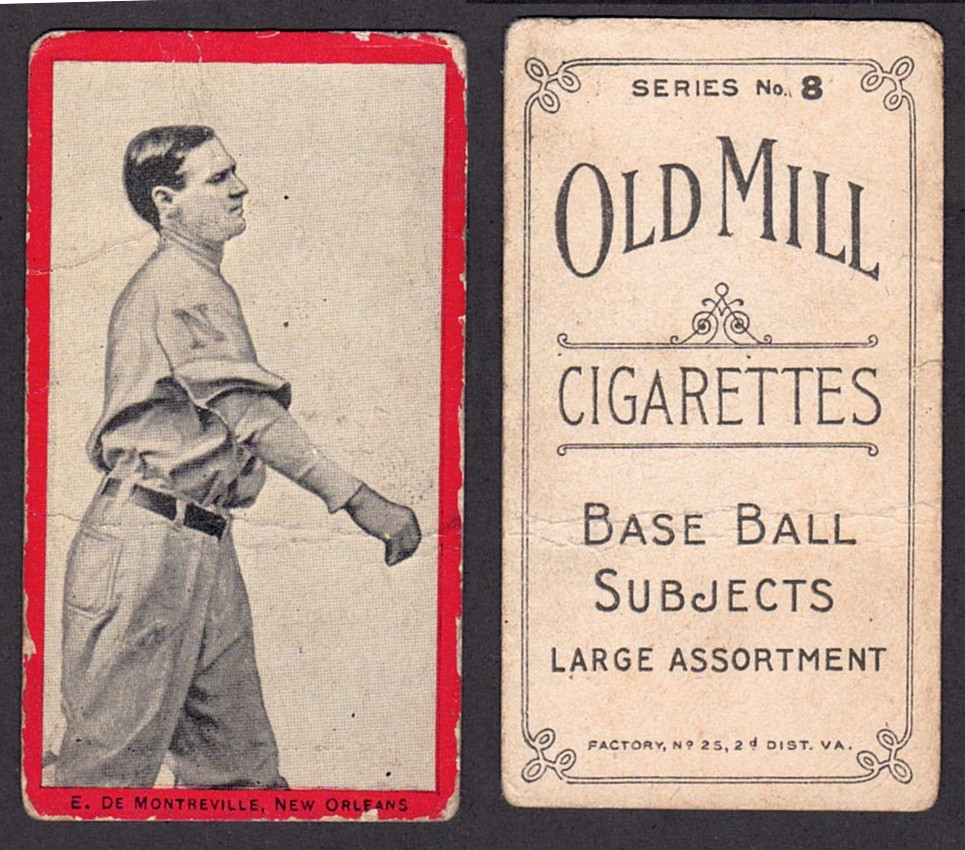 N
E. DE MONTREVILLE, NEW ORLEANS
SERIES No. 8
OLD MILL
CIGARETTES
BASE BALL
SUBJECTS
LARGE ASSORTMENT
FACTORY, Nº 25, 2d DIST. VA.